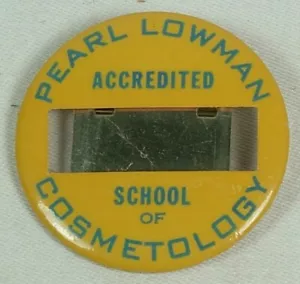 PEARL LOWMAN
ACCREDITED
SCHOOL
OF
COSMETOLOGY